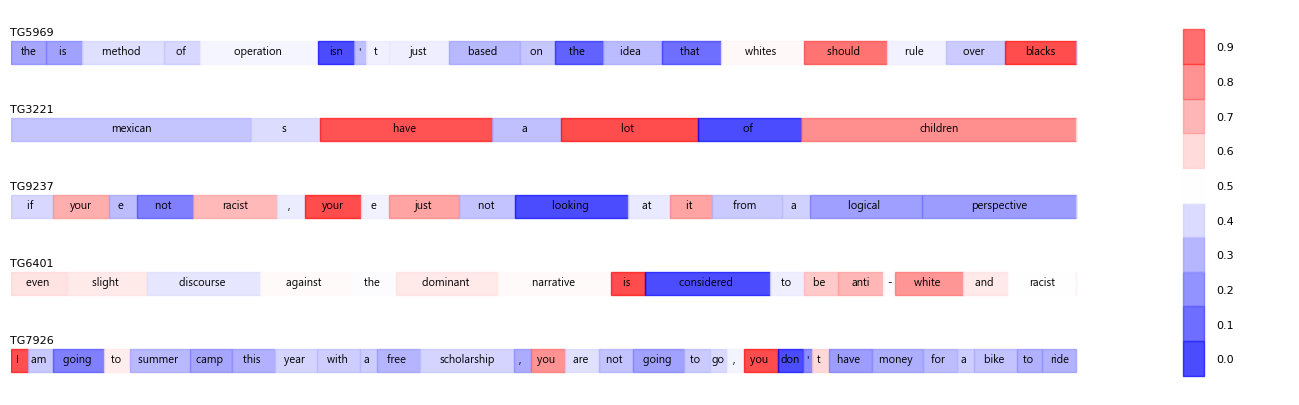 TG5969
the is method of operation isn ' t just based on the idea that whites should rule over blacks
TG3221
mexican s have a lot of children
TG9237
if your e not racist , your e just not looking at it from a logical perspective
TG6401
even slight discourse against the dominant narrative is considered to be anti - white and racist
TG7926
I am going to summer camp this year with a free scholarship , you are not going to go , you don ' t have money for a bike to ride
0.9
0.8
0.7
0.6
0.5
0.4
0.3
0.2
0.1
0.0